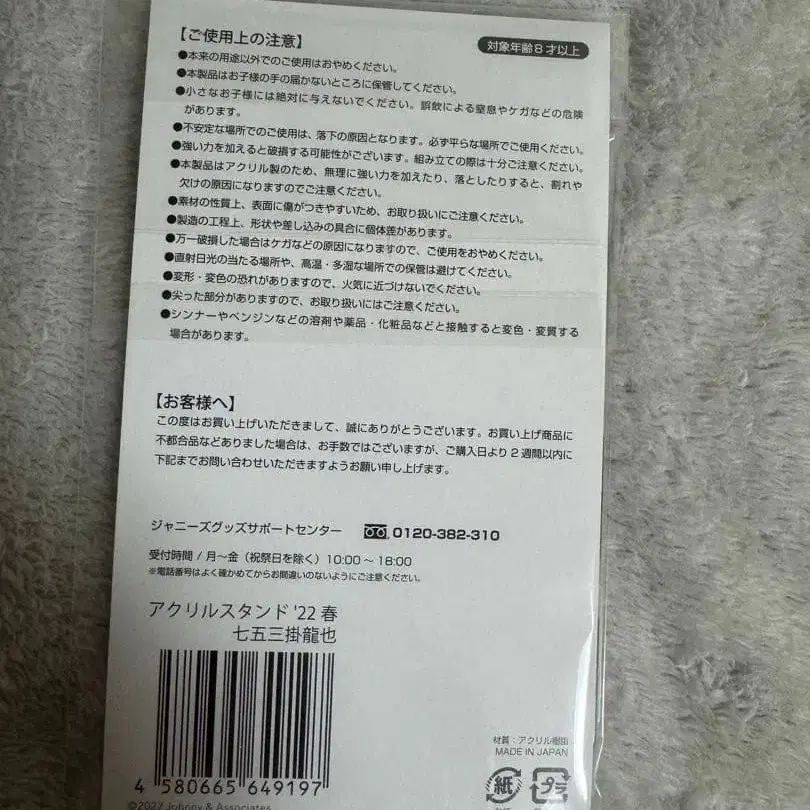 【ご使用上の注意】
対象年齢8才以上
●本来の用途以外でのご使用はおやめください。
●本製品はお子様の手の届かないところに保管してください。
●小さなお子様には絶対に与えないでください。誤飲による窒息やケガなどの危険
があります。
●不安定な場所でのご使用は、落下の原因となります。必ず平らな場所でご使用ください。
●強い力を加えると破損する可能性がございます。組み立ての際は十分ご注意ください。
●本製品はアクリル製のため、無理に強い力を加えたり、落としたりすると、割れや
欠けの原因になりますのでご注意ください。
●素材の性質上、表面に傷がつきやすいため、お取り扱いにご注意ください。
●製造の工程上、形状や差し込みの具合に個体差があります。
●万一破損した場合はケガなどの原因になりますので、ご使用をおやめください。
●直射日光の当たる場所や、高温・多湿な場所での保管は避けてください。
●変形・変色の恐れがありますので、火気に近づけないでください。
●尖った部分がありますので、お取り扱いにはご注意ください。
●シンナーやベンジンなどの溶剤や薬品・化粧品などと接触すると変色・変質する
場合があります。
【お客様へ】
この度はお買い上げいただきまして、誠にありがとうございます。お買い上げ商品に
不都合品などありました場合は、お手数ではございますが、ご購入日より2週間以内に
下記までお問い合わせいただきますようお願い申し上げます。
ジャニーズグッズサポートセンター 0120-382-310
受付時間 / 月〜金（祝祭日を除く）10:00〜18:00
※電話番号はよく確かめてからお間違いのないようにご注意ください。
アクリルスタンド '22 春
七五三掛龍也
4 580665 649197
©2022 Johnny & Associates
材質：アクリル樹脂
MADE IN JAPAN
紙
プラ